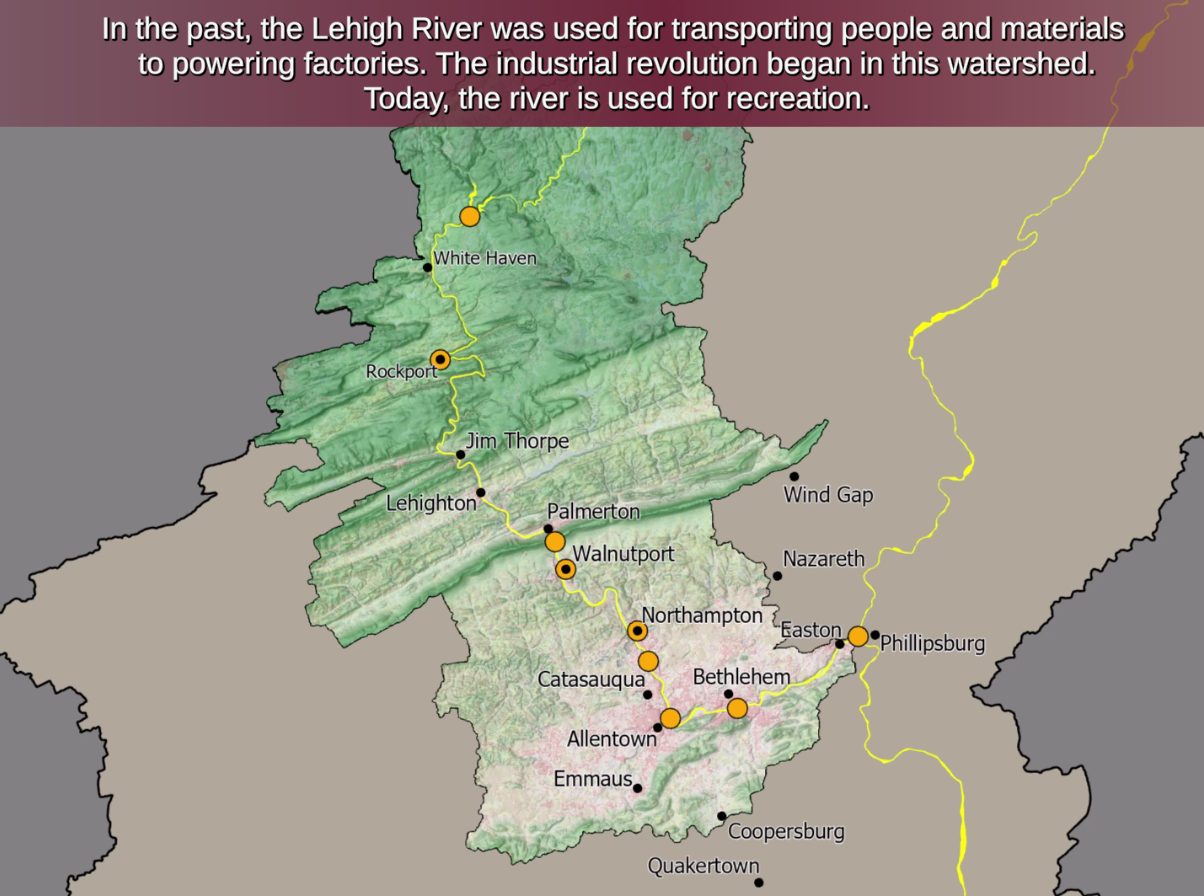 In the past, the Lehigh River was used for transporting people and materials
to powering factories. The industrial revolution began in this watershed.
Today, the river is used for recreation.
White Haven
Rockport
Jim Thorpe
Lehighton
Wind Gap
Palmerton
Walnutport
Nazareth
Northampton
Easton
Phillipsburg
Catasauqua
Bethlehem
Allentown
Emmaus
Coopersburg
Quakertown